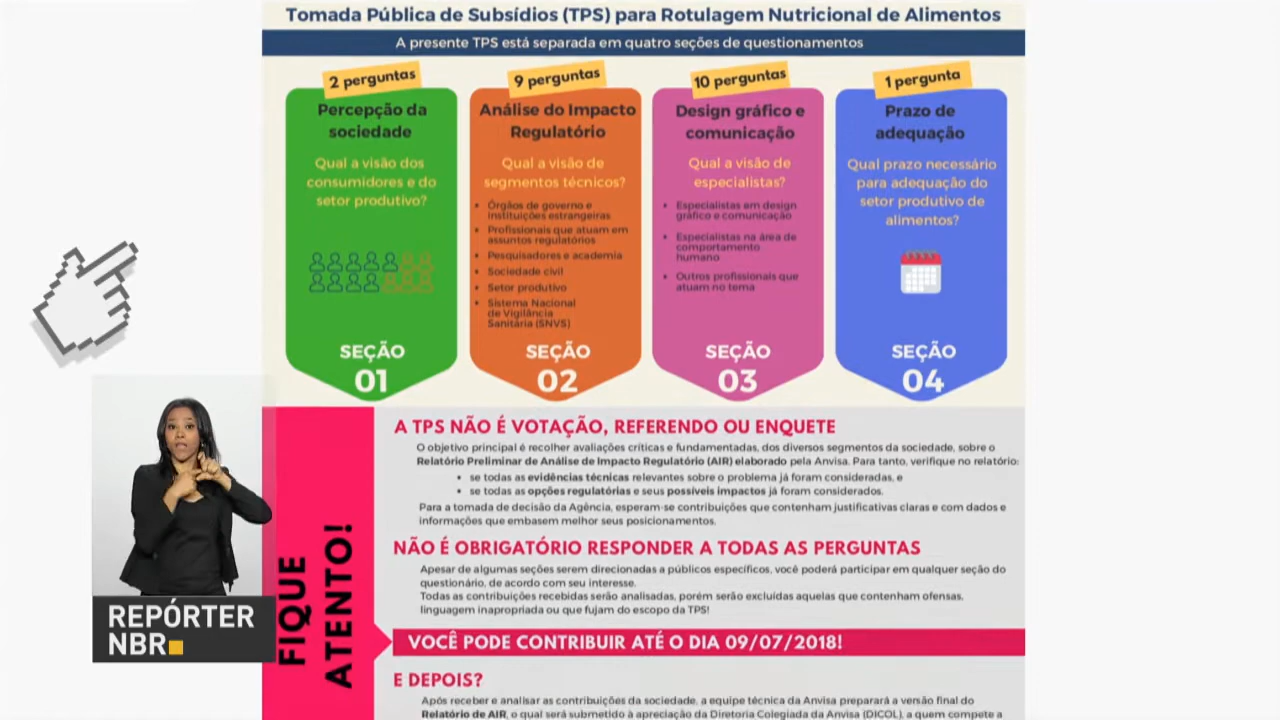 Tomada Pública de Subsídios (TPS) para Rotulagem Nutricional de Alimentos
A presente TPS está separada em quatro seções de questionamentos
2 perguntas
Percepção da
sociedade
Qual a visão dos
consumidores e do
setor produtivo?
SEÇÃO
01
9 perguntas
Análise do Impacto
Regulatório
Qual a visão de
segmentos técnicos?
• Órgãos de governo e
instituições estrangeiras
• Profissionais que atuam em
assuntos regulatórios
• Pesquisadores e academia
• Sociedade civil
• Setor produtivo
• Sistema Nacional
de Vigilância
Sanitária (SNVS)
SEÇÃO
02
10 perguntas
Design gráfico e
comunicação
Qual a visão de
especialistas?
• Especialistas em design
gráfico e comunicação
• Especialistas na área de
comportamento
humano
• Outros profissionais que
atuam no tema
SEÇÃO
03
1 pergunta
Prazo de
adequação
Qual prazo necessário
para adequação do
setor produtivo de
alimentos?
SEÇÃO
04
FIQUE
ATENTO!
A TPS NÃO É VOTAÇÃO, REFERENDO OU ENQUETE
O objetivo principal é recolher avaliações críticas e fundamentadas, dos diversos segmentos da sociedade, sobre o
Relatório Preliminar de Análise de Impacto Regulatório (AIR) elaborado pela Anvisa. Para tanto, verifique no relatório:
• se todas as evidências técnicas relevantes sobre o problema já foram consideradas, e
• se todas as opções regulatórias e seus possíveis impactos já foram considerados.
Para a tomada de decisão da Agência, esperam-se contribuições que contenham justificativas claras e com dados e
informações que embasem melhor seus posicionamentos.
NÃO É OBRIGATÓRIO RESPONDER A TODAS AS PERGUNTAS
Apesar de algumas seções serem direcionadas a públicos específicos, você poderá participar em qualquer seção do
questionário, de acordo com seu interesse.
Todas as contribuições recebidas serão analisadas, porém serão excluídas aquelas que contenham ofensas,
linguagem inapropriada ou que fujam do escopo da TPS!
VOCÊ PODE CONTRIBUIR ATÉ O DIA 09/07/2018!
E DEPOIS?
Após receber e analisar as contribuições da sociedade, a equipe técnica da Anvisa preparará a versão final do
Relatório de AIR, o qual será submetido à apreciação da Diretoria Colegiada da Anvisa (DICOL), a quem compete a
REPÓRTER
NBR